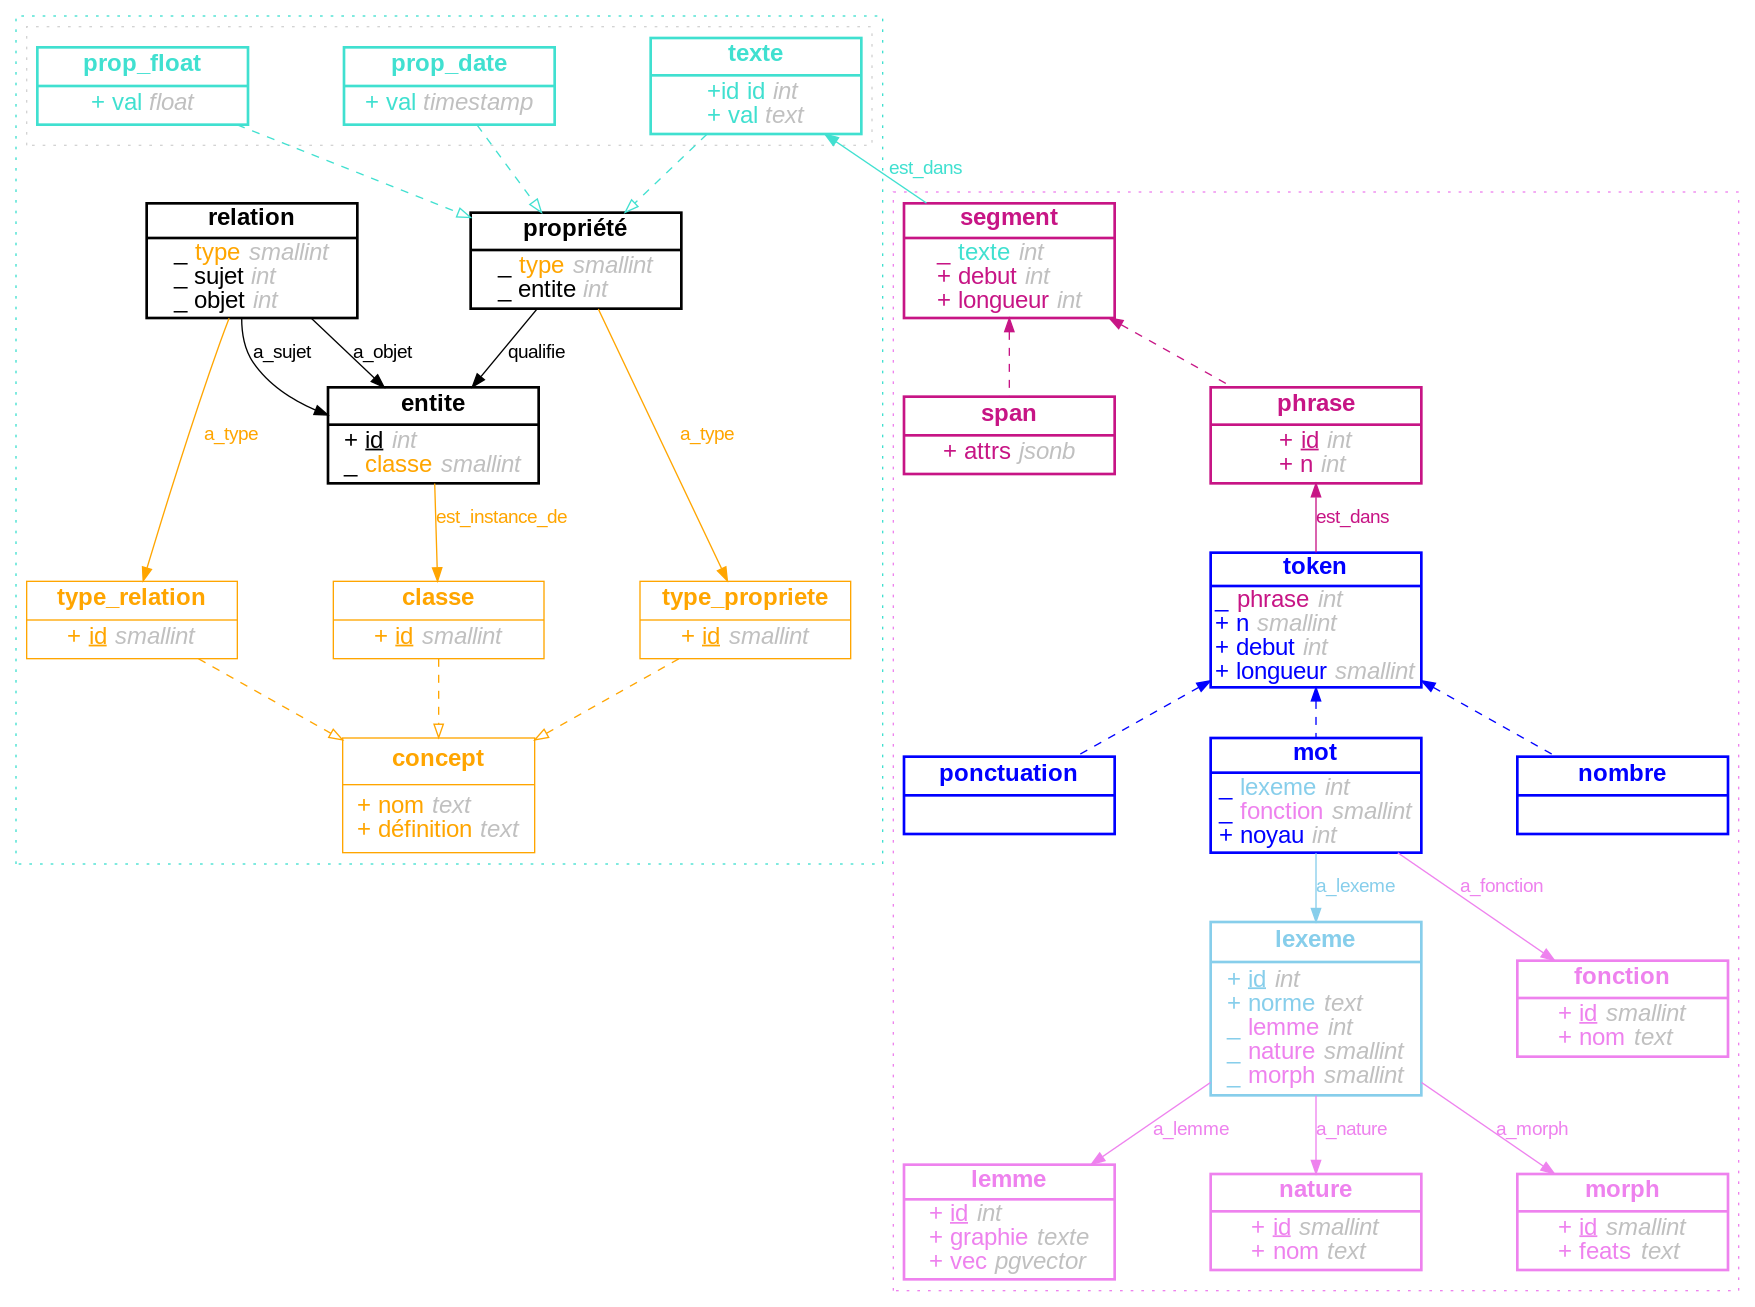 prop_float
+ val float
prop_date
+ val timestamp
texte
+id id int
+ val text
est_dans
relation
_ type smallint
_ sujet int
_ objet int
propriété
_ type smallint
_ entite int
segment
_ texte int
+ debut int
+ longueur int
a_sujet
a_objet
qualifie
entite
+ id int
_ classe smallint
a_type
a_type
span
+ attrs jsonb
phrase
+ id int
+ n int
est_instance_de
est_dans
type_relation
+ id smallint
classe
+ id smallint
type_propriete
+ id smallint
token
_ phrase int
+ n smallint
+ debut int
+ longueur smallint
concept
+ nom text
+ définition text
ponctuation
mot
_ lexeme int
_ fonction smallint
+ noyau int
nombre
a_lexeme
a_fonction
lexeme
+ id int
+ norme text
_ lemme int
_ nature smallint
_ morph smallint
fonction
+ id smallint
+ nom text
a_lemme
a_nature
a_morph
lemme
+ id int
+ graphie texte
+ vec pgvector
nature
+ id smallint
+ nom text
morph
+ id smallint
+ feats text